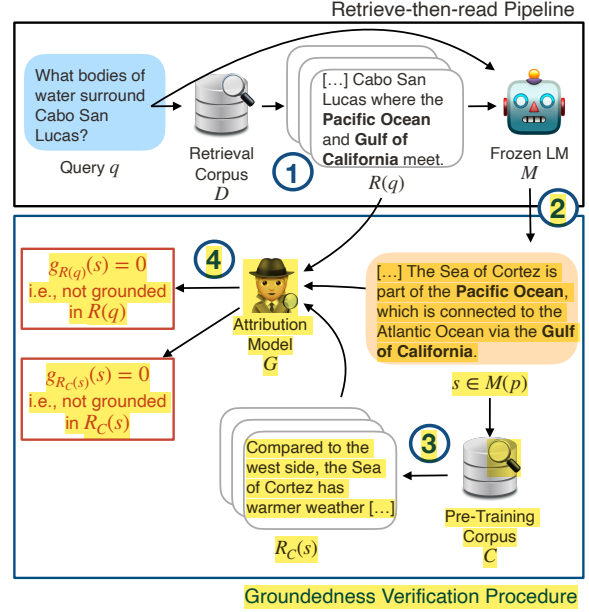 Retrieve-then-read Pipeline
What bodies of
water surround
Cabo San
Lucas?
Query q
Retrieval
Corpus
D
1
[…] Cabo San
Lucas where the
Pacific Ocean
and Gulf of
California meet.
R(q)
Frozen LM
M
2
[…] The Sea of Cortez is
part of the Pacific Ocean,
which is connected to the
Atlantic Ocean via the Gulf
of California.
s ∈ M(p)
3
Pre-Training
Corpus
C
Compared to the
west side, the Sea
of Cortez has
warmer weather […]
R_C(s)
4
Attribution
Model
G
g_{R(q)}(s) = 0
i.e., not grounded
in R(q)
g_{R_C(s)}(s) = 0
i.e., not grounded
in R_C(s)
Groundedness Verification Procedure